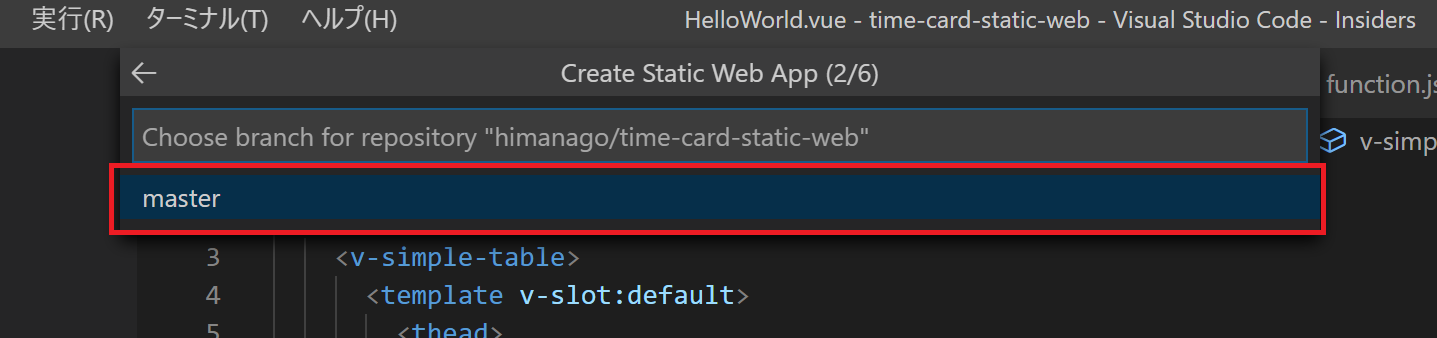 実行(R) ターミナル(T) ヘルプ(H) HelloWorld.vue - time-card-static-web - Visual Studio Code - Insiders
Create Static Web App (2/6)
function.js
Choose branch for repository "himanago/time-card-static-web"
v-simp
master
3 <v-simple-table>
4 <template v-slot:default>
5 <thead>